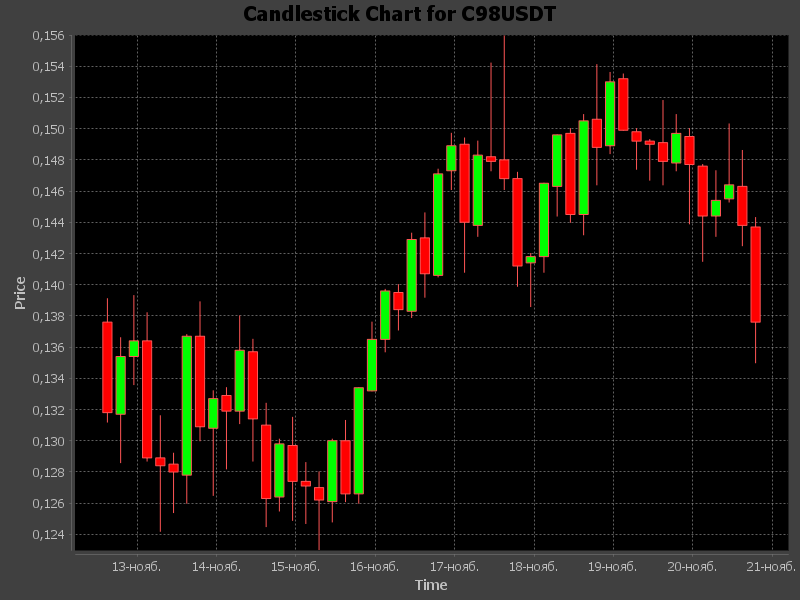 Candlestick Chart for C98USDT
0,156
0,154
0,152
0,150
0,148
0,146
0,144
0,142
0,140
0,138
0,136
0,134
0,132
0,130
0,128
0,126
0,124
Price
13-нояб.
14-нояб.
15-нояб.
16-нояб.
17-нояб.
18-нояб.
19-нояб.
20-нояб.
21-нояб.
Time